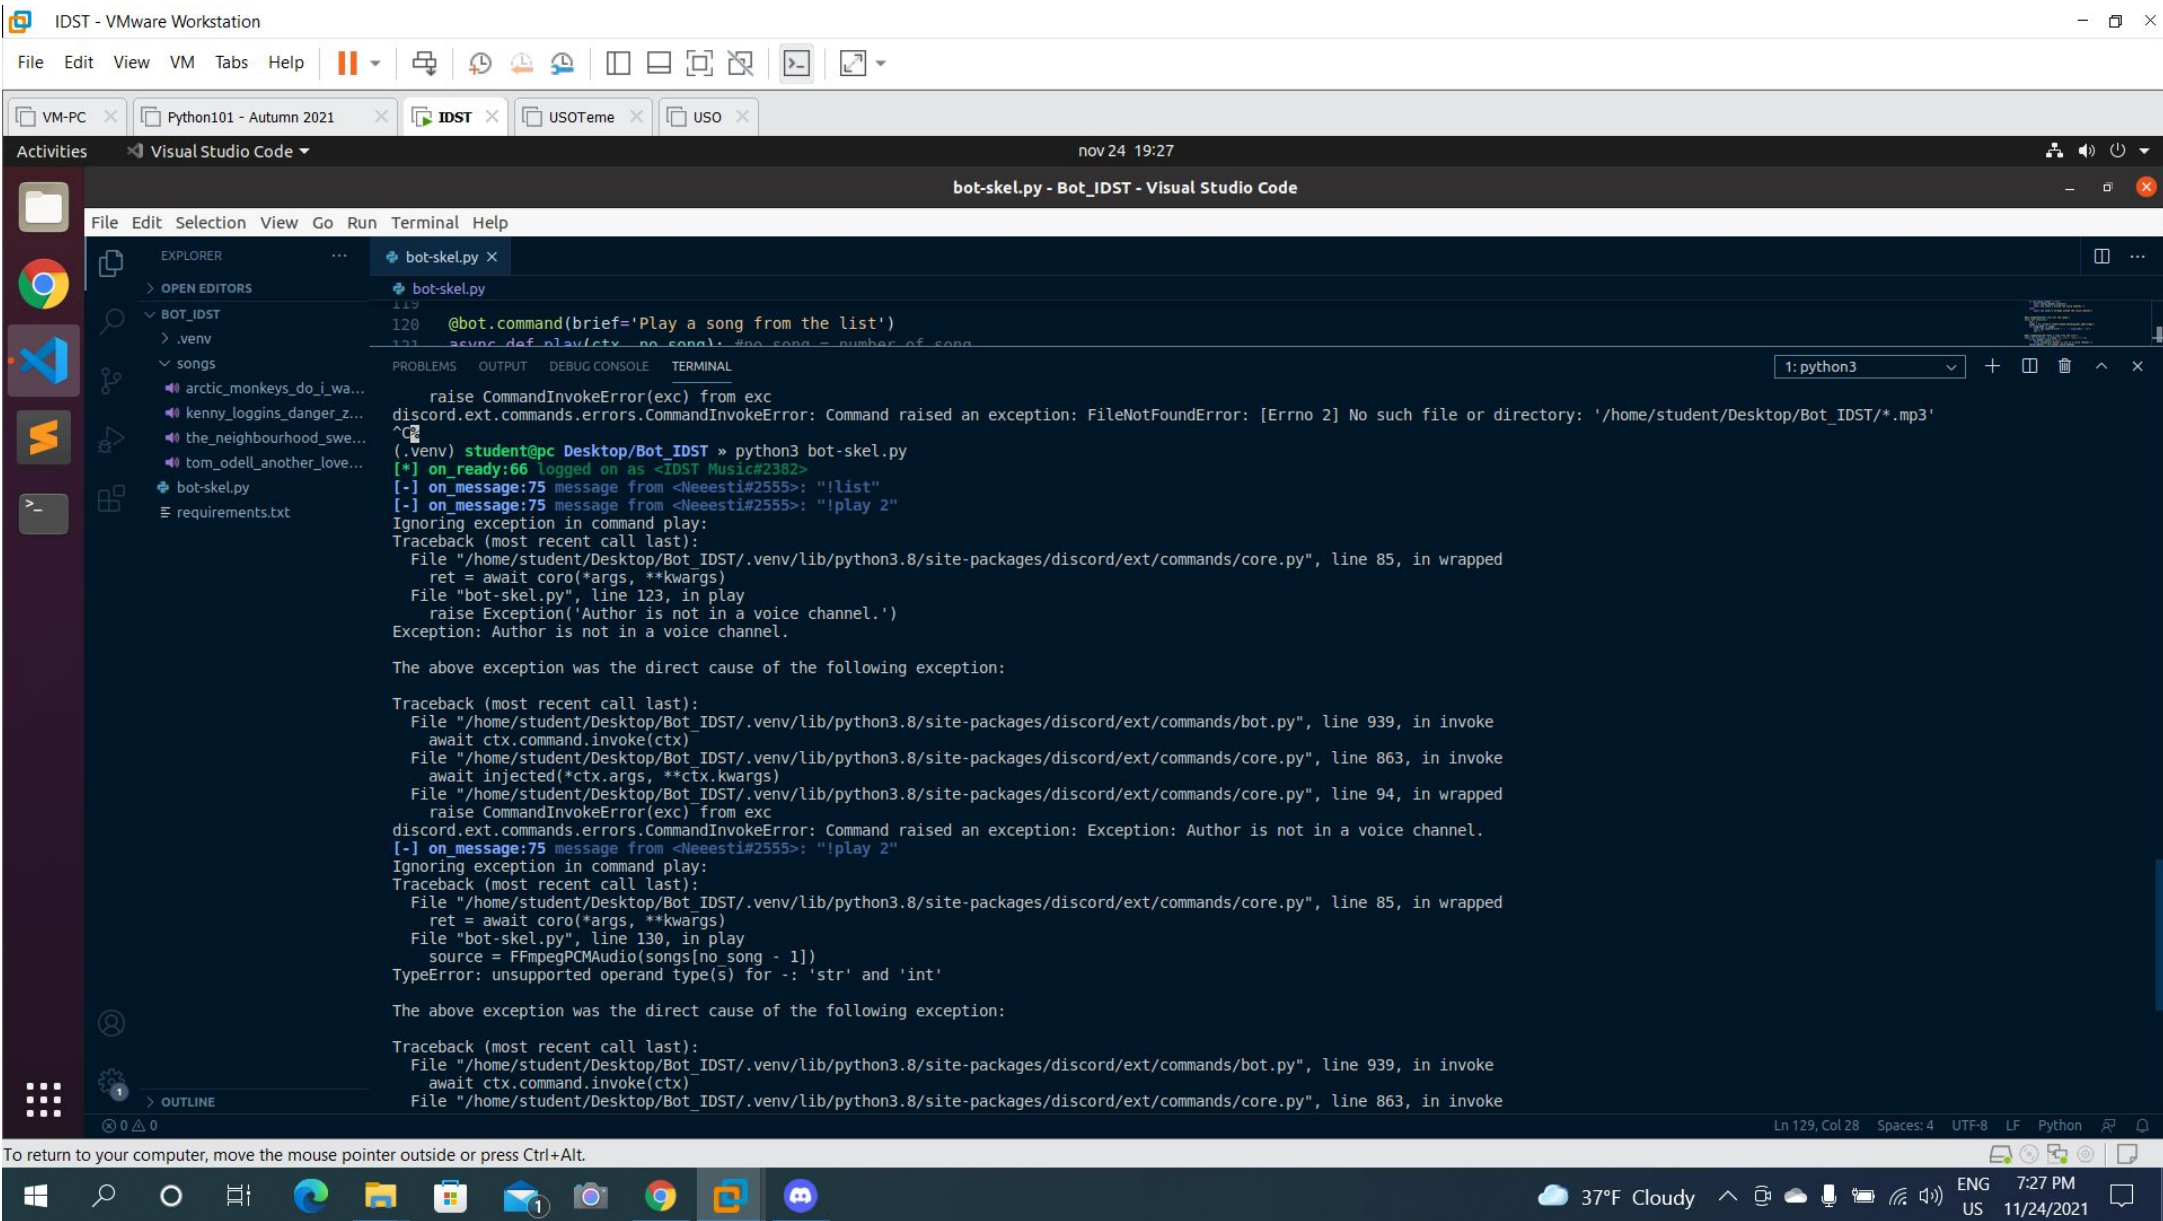 IDST - VMware Workstation
File Edit View VM Tabs Help
VM-PC
Python101 - Autumn 2021
IDST
USOTeme
USO
Activities
Visual Studio Code
nov 24 19:27
bot-skel.py - Bot_IDST - Visual Studio Code
File Edit Selection View Go Run Terminal Help
EXPLORER
OPEN EDITORS
BOT_IDST
.venv
songs
arctic_monkeys_do_i_wa...
kenny_loggins_danger_z...
the_neighbourhood_swe...
tom_odell_another_love...
bot-skel.py
requirements.txt
OUTLINE
bot-skel.py
bot-skel.py
119
120 @bot.command(brief='Play a song from the list')
121 async def play(ctx, no_song): #no_song = number of song
PROBLEMS OUTPUT DEBUG CONSOLE TERMINAL
1: python3
raise CommandInvokeError(exc) from exc
discord.ext.commands.errors.CommandInvokeError: Command raised an exception: FileNotFoundError: [Errno 2] No such file or directory: '/home/student/Desktop/Bot_IDST/*.mp3'
^C%
(.venv) student@pc Desktop/Bot_IDST » python3 bot-skel.py
[*] on_ready:66 logged on as <IDST Music#2382>
[-] on_message:75 message from <Neeesti#2555>: "!list"
[-] on_message:75 message from <Neeesti#2555>: "!play 2"
Ignoring exception in command play:
Traceback (most recent call last):
File "/home/student/Desktop/Bot_IDST/.venv/lib/python3.8/site-packages/discord/ext/commands/core.py", line 85, in wrapped
ret = await coro(*args, **kwargs)
File "bot-skel.py", line 123, in play
raise Exception('Author is not in a voice channel.')
Exception: Author is not in a voice channel.
The above exception was the direct cause of the following exception:
Traceback (most recent call last):
File "/home/student/Desktop/Bot_IDST/.venv/lib/python3.8/site-packages/discord/ext/commands/bot.py", line 939, in invoke
await ctx.command.invoke(ctx)
File "/home/student/Desktop/Bot_IDST/.venv/lib/python3.8/site-packages/discord/ext/commands/core.py", line 863, in invoke
await injected(*ctx.args, **ctx.kwargs)
File "/home/student/Desktop/Bot_IDST/.venv/lib/python3.8/site-packages/discord/ext/commands/core.py", line 94, in wrapped
raise CommandInvokeError(exc) from exc
discord.ext.commands.errors.CommandInvokeError: Command raised an exception: Exception: Author is not in a voice channel.
[-] on_message:75 message from <Neeesti#2555>: "!play 2"
Ignoring exception in command play:
Traceback (most recent call last):
File "/home/student/Desktop/Bot_IDST/.venv/lib/python3.8/site-packages/discord/ext/commands/core.py", line 85, in wrapped
ret = await coro(*args, **kwargs)
File "bot-skel.py", line 130, in play
source = FFmpegPCMAudio(songs[no_song - 1])
TypeError: unsupported operand type(s) for -: 'str' and 'int'
The above exception was the direct cause of the following exception:
Traceback (most recent call last):
File "/home/student/Desktop/Bot_IDST/.venv/lib/python3.8/site-packages/discord/ext/commands/bot.py", line 939, in invoke
await ctx.command.invoke(ctx)
File "/home/student/Desktop/Bot_IDST/.venv/lib/python3.8/site-packages/discord/ext/commands/core.py", line 863, in invoke
1
0 0
Ln 129, Col 28 Spaces: 4 UTF-8 LF Python
To return to your computer, move the mouse pointer outside or press Ctrl+Alt.
1
37°F Cloudy
ENG
US
7:27 PM
11/24/2021